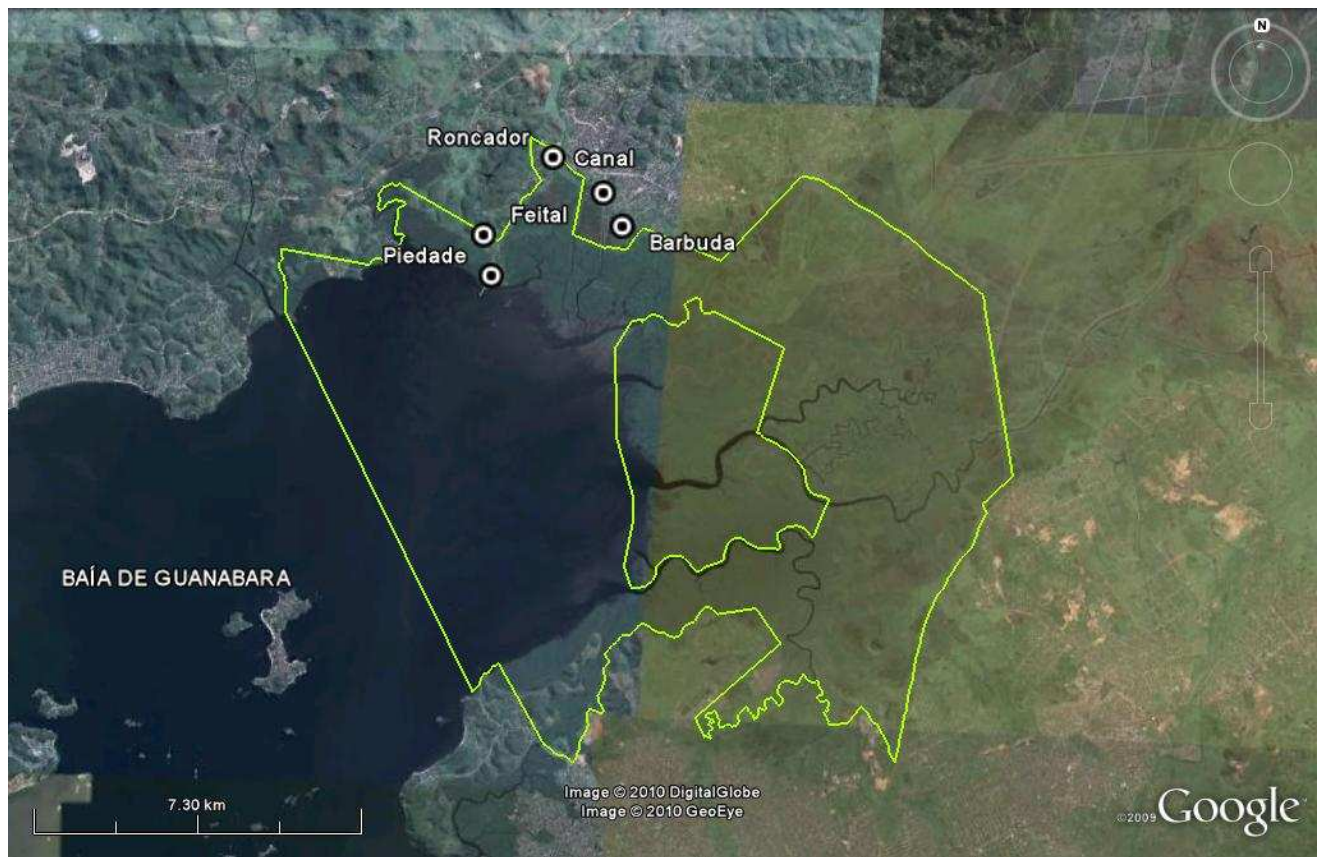 N
Roncador
Canal
Feital
Barbuda
Piedade
BAÍA DE GUANABARA
7.30 km
Image © 2010 DigitalGlobe
Image © 2010 GeoEye
©2009 Google